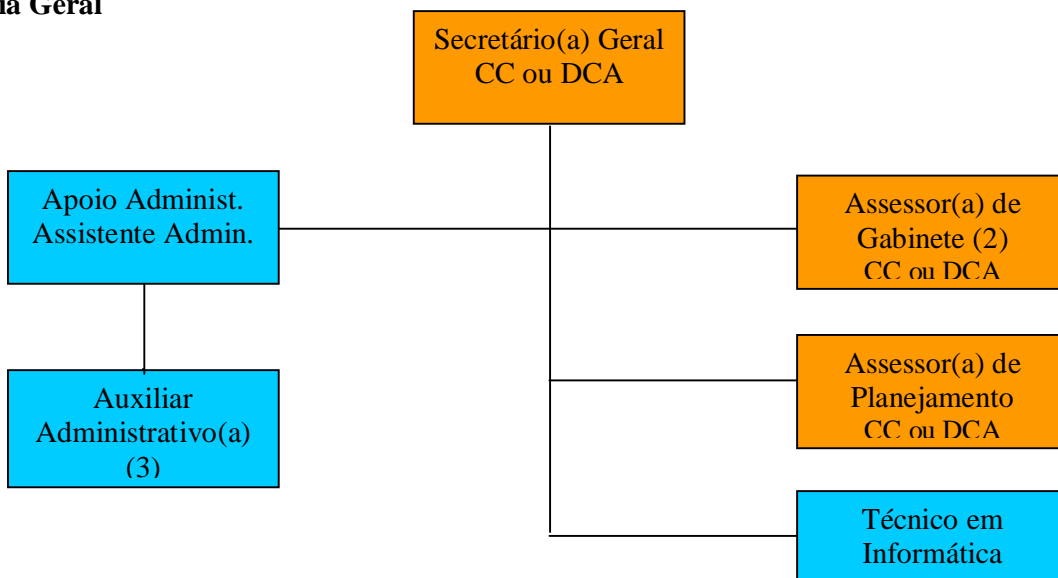 ia Geral
Secretário(a) Geral
CC ou DCA
Apoio Administ.
Assistente Admin.
Assessor(a) de
Gabinete (2)
CC ou DCA
Auxiliar
Administrativo(a)
(3)
Assessor(a) de
Planejamento
CC ou DCA
Técnico em
Informática